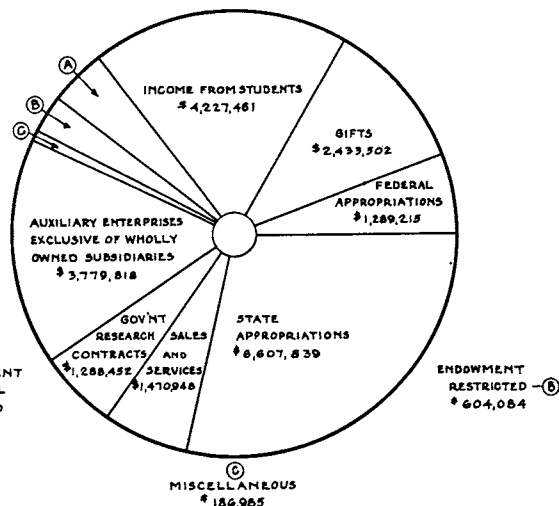 Ⓐ
Ⓑ
Ⓒ
INCOME FROM STUDENTS
$4,227,461
GIFTS
$2,433,502
FEDERAL
APPROPRIATIONS
$1,289,215
AUXILIARY ENTERPRISES
EXCLUSIVE OF WHOLLY
OWNED SUBSIDIARIES
$3,779,818
GOV'NT
RESEARCH
CONTRACTS
$1,288,452
SALES
AND
SERVICES
$1,470,948
STATE
APPROPRIATIONS
$6,607,839
ENDOWMENT
RESTRICTED - Ⓑ
$604,084
Ⓒ
MISCELLANEOUS
$186,985